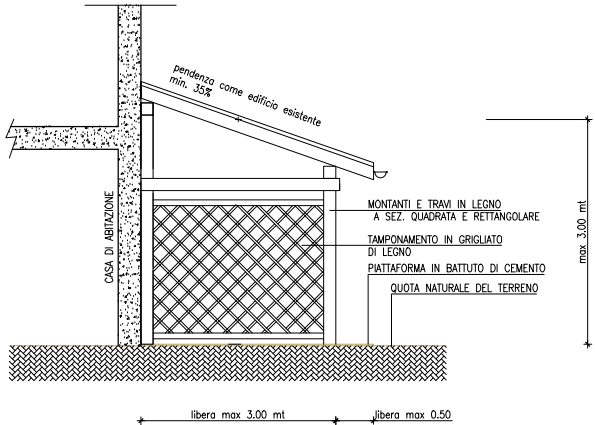 pendenza come edificio esistente
min. 35%
CASA DI ABITAZIONE
MONTANTI E TRAVI IN LEGNO
A SEZ. QUADRATA E RETTANGOLARE
TAMPONAMENTO IN GRIGLIATO
DI LEGNO
PIATTAFORMA IN BATTUTO DI CEMENTO
QUOTA NATURALE DEL TERRENO
max 3.00 mt
libera max 3.00 mt
libera max 0.50